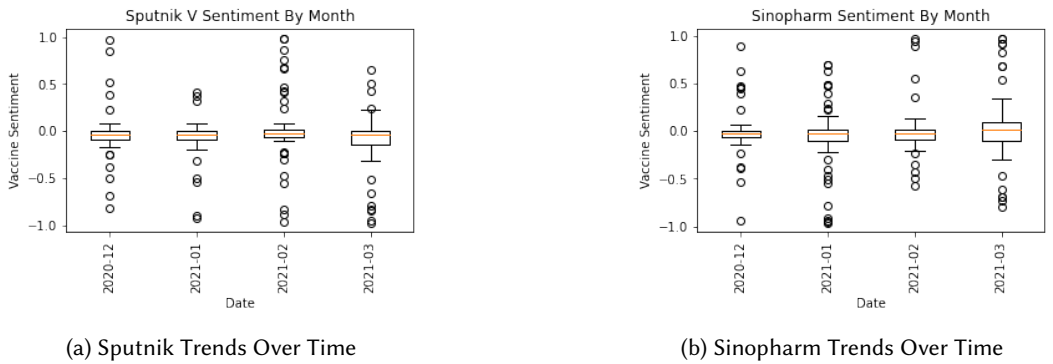 Sputnik V Sentiment By Month
Vaccine Sentiment
1.0
0.5
0.0
−0.5
−1.0
2020-12
2021-01
2021-02
2021-03
Date
(a) Sputnik Trends Over Time
Sinopharm Sentiment By Month
Vaccine Sentiment
1.0
0.5
0.0
−0.5
−1.0
2020-12
2021-01
2021-02
2021-03
Date
(b) Sinopharm Trends Over Time